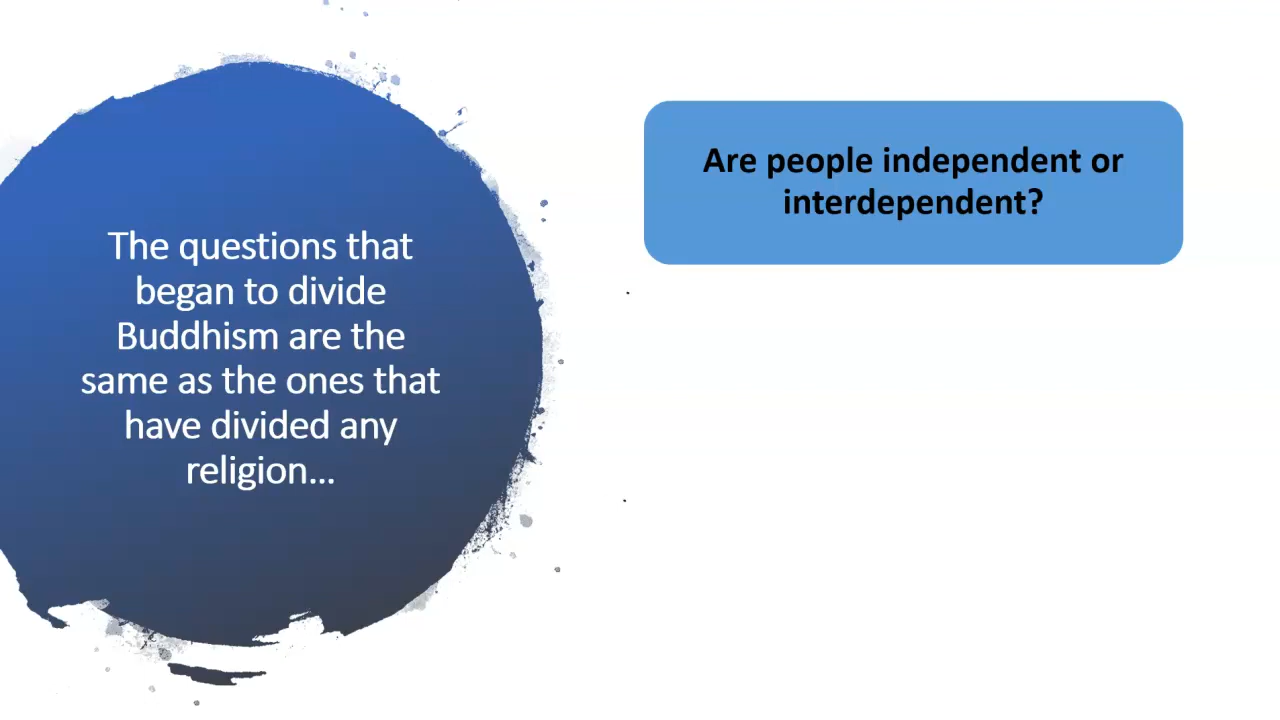 The questions that
began to divide
Buddhism are the
same as the ones that
have divided any
religion...
Are people independent or
interdependent?